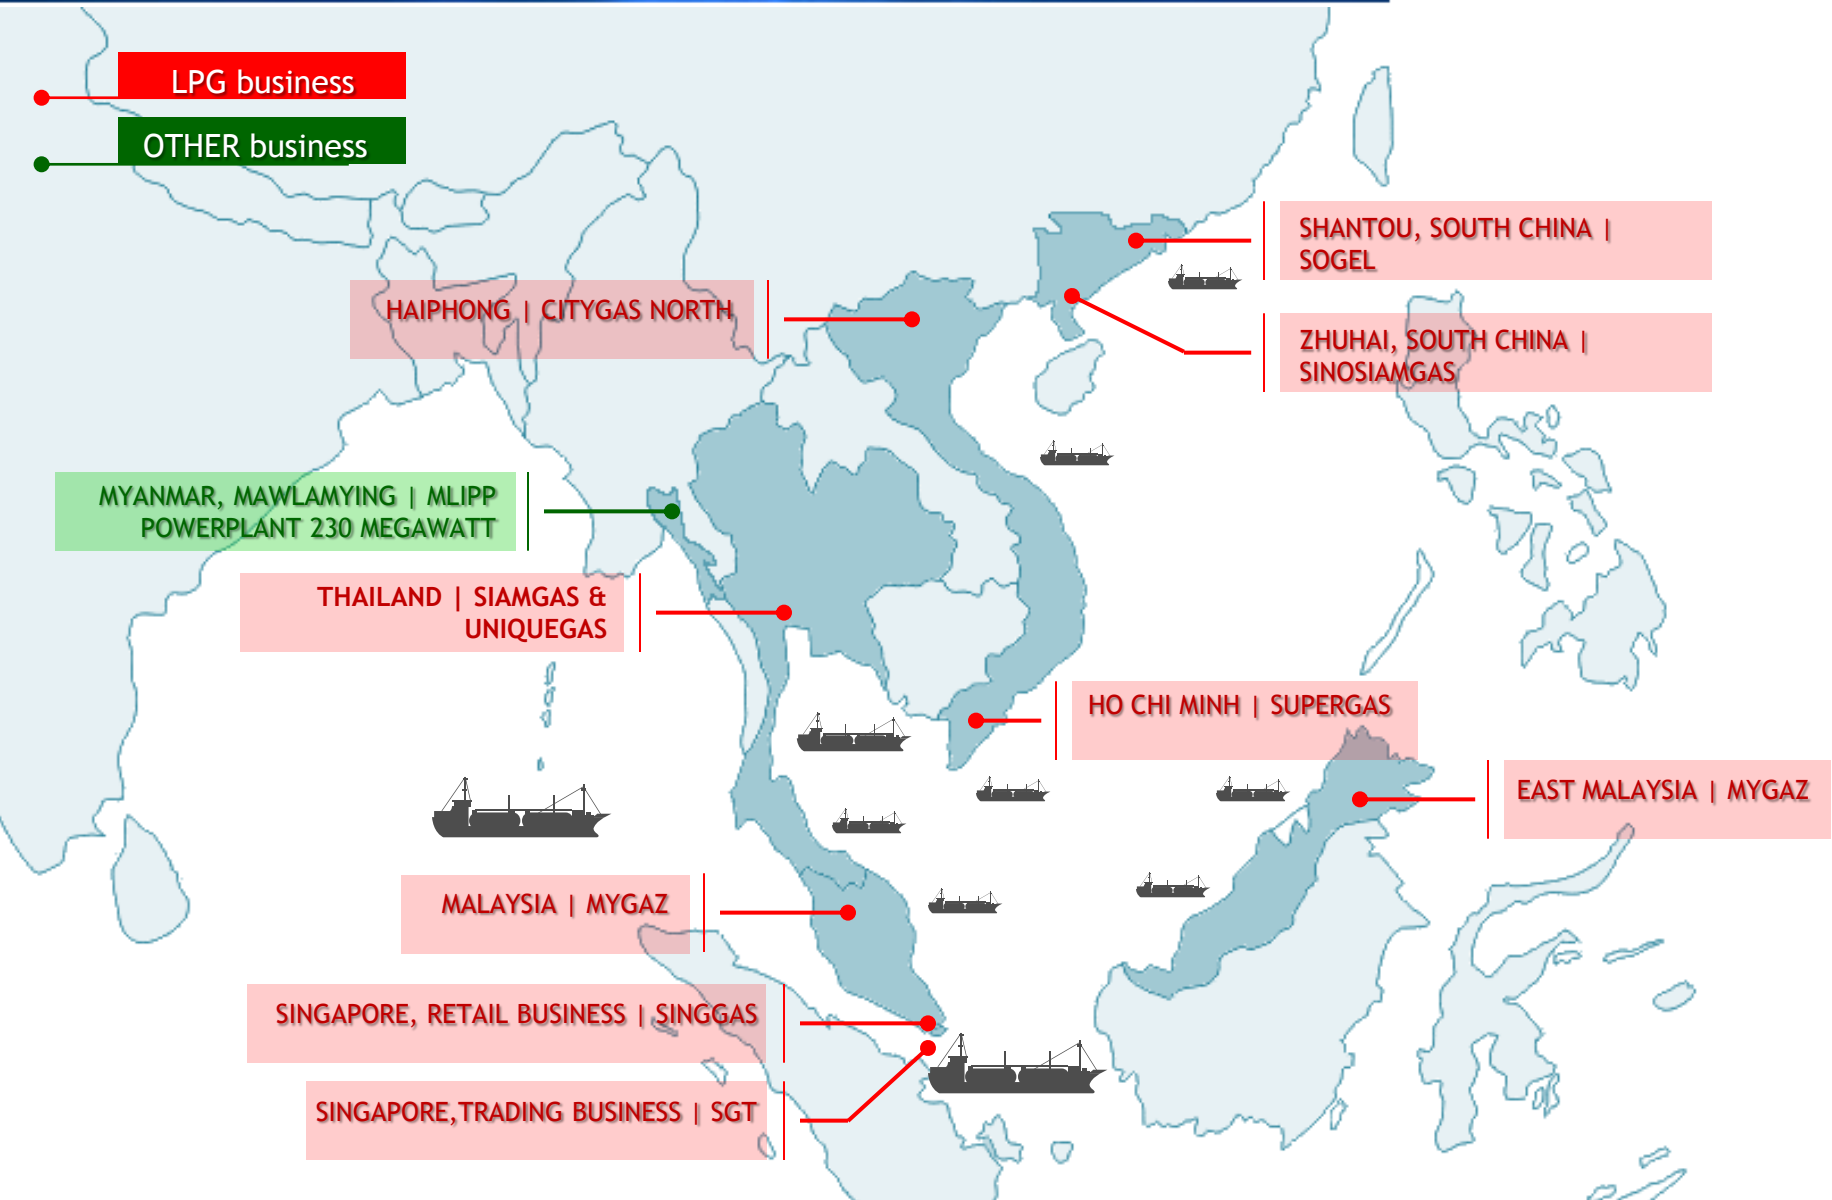 LPG business
OTHER business
SHANTOU, SOUTH CHINA |
SOGEL
HAIPHONG | CITYGAS NORTH
ZHUHAI, SOUTH CHINA |
SINOSIAMGAS
MYANMAR, MAWLAMYING | MLIPP
POWERPLANT 230 MEGAWATT
THAILAND | SIAMGAS &
UNIQUEGAS
HO CHI MINH | SUPERGAS
EAST MALAYSIA | MYGAZ
MALAYSIA | MYGAZ
SINGAPORE, RETAIL BUSINESS | SINGGAS
SINGAPORE,TRADING BUSINESS | SGT